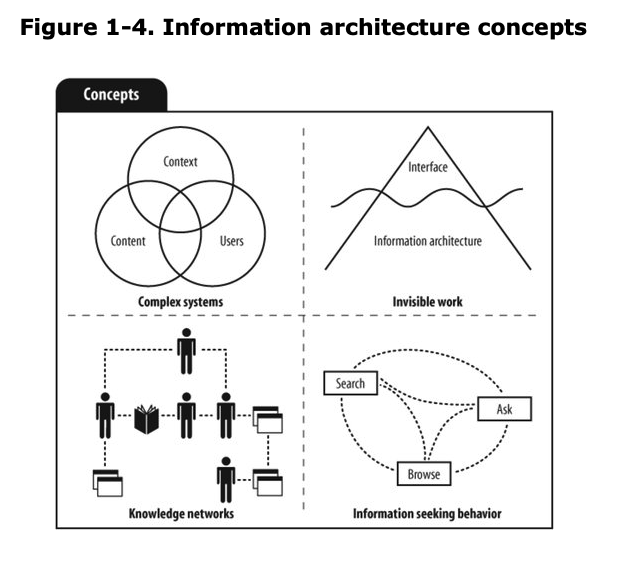 Figure 1-4. Information architecture concepts
Concepts
Context
Content
Users
Complex systems
Interface
Information architecture
Invisible work
Knowledge networks
Search
Ask
Browse
Information seeking behavior